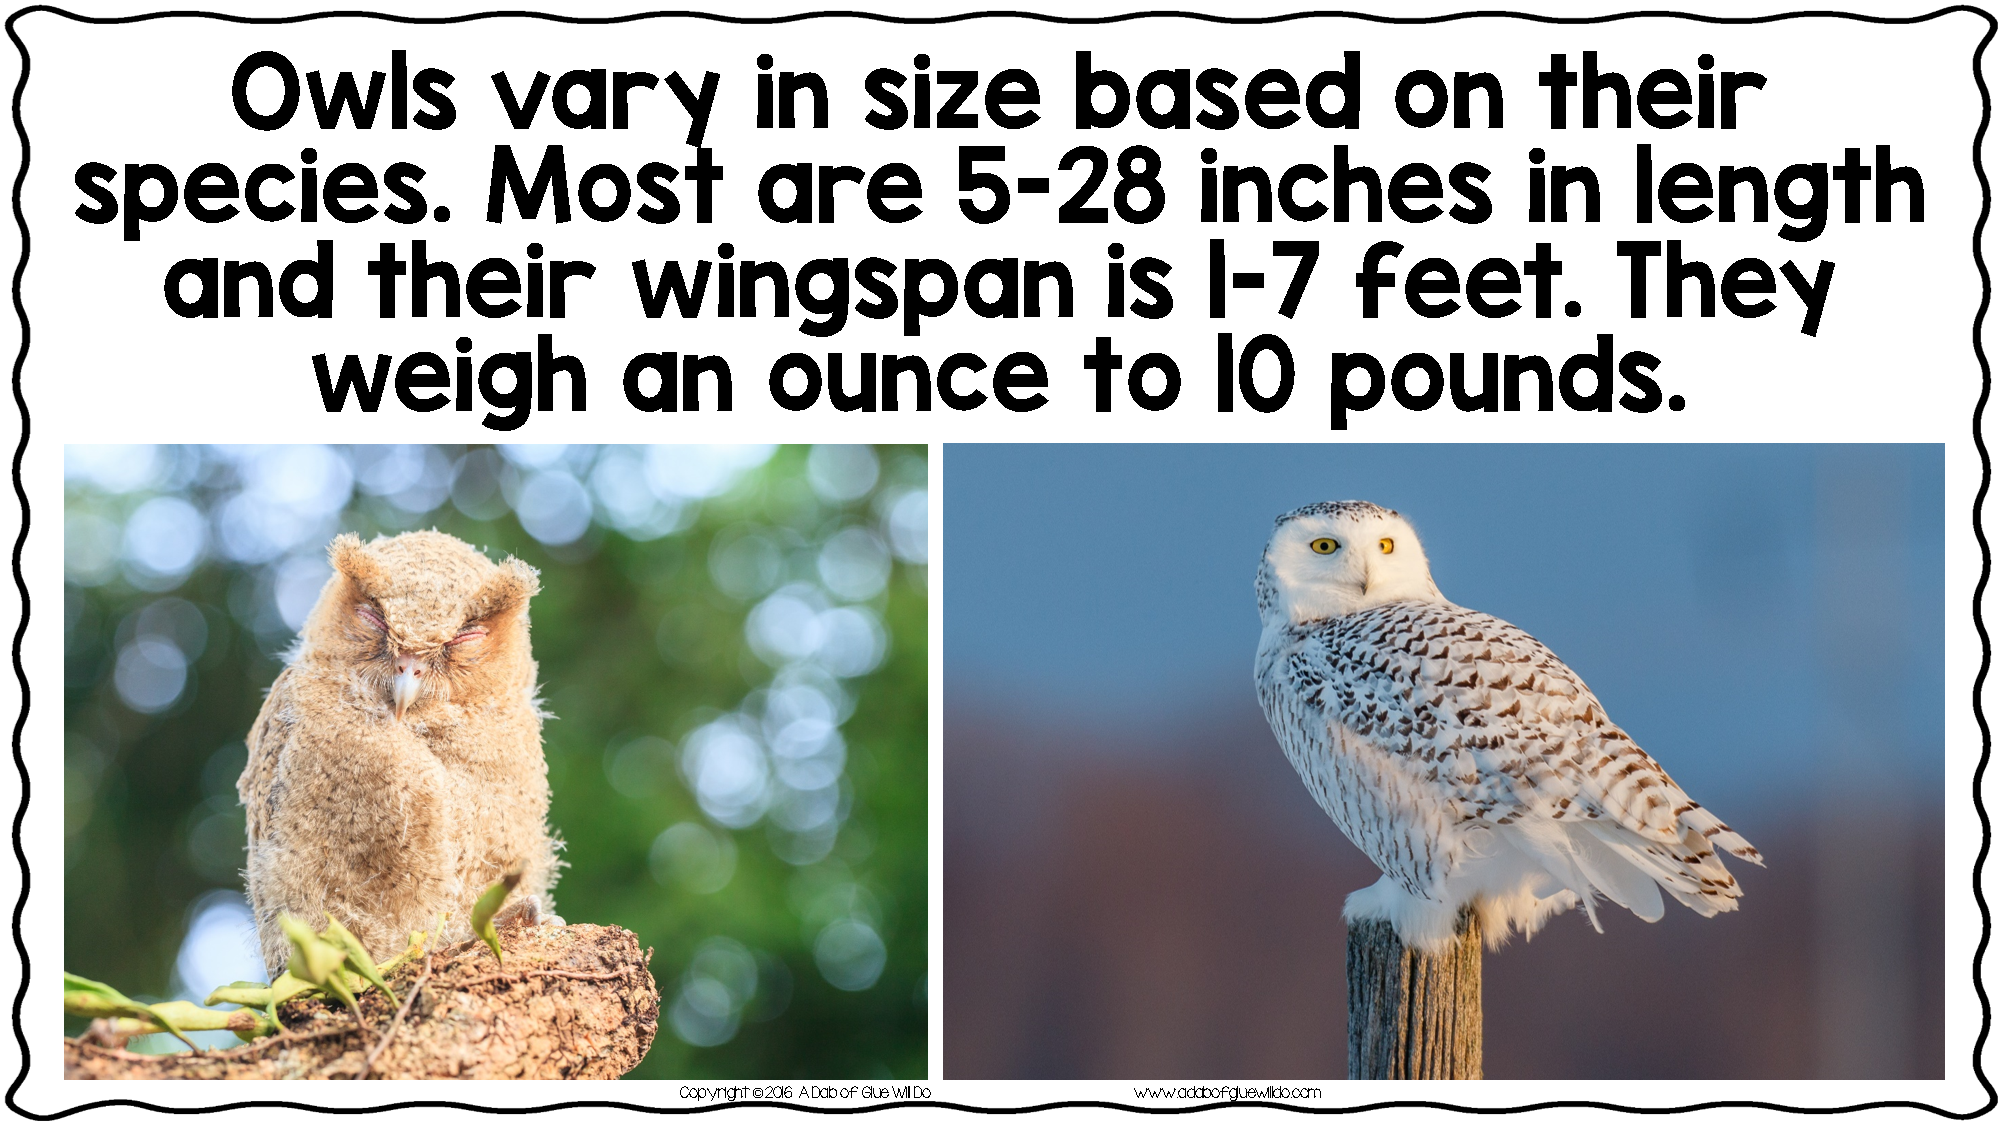 Owls vary in size based on their
species. Most are 5-28 inches in length
and their wingspan is 1-7 feet. They
weigh an ounce to 10 pounds.
Copyright ©2016 A Dab of Glue Will Do
www.adabofgluewilldo.com